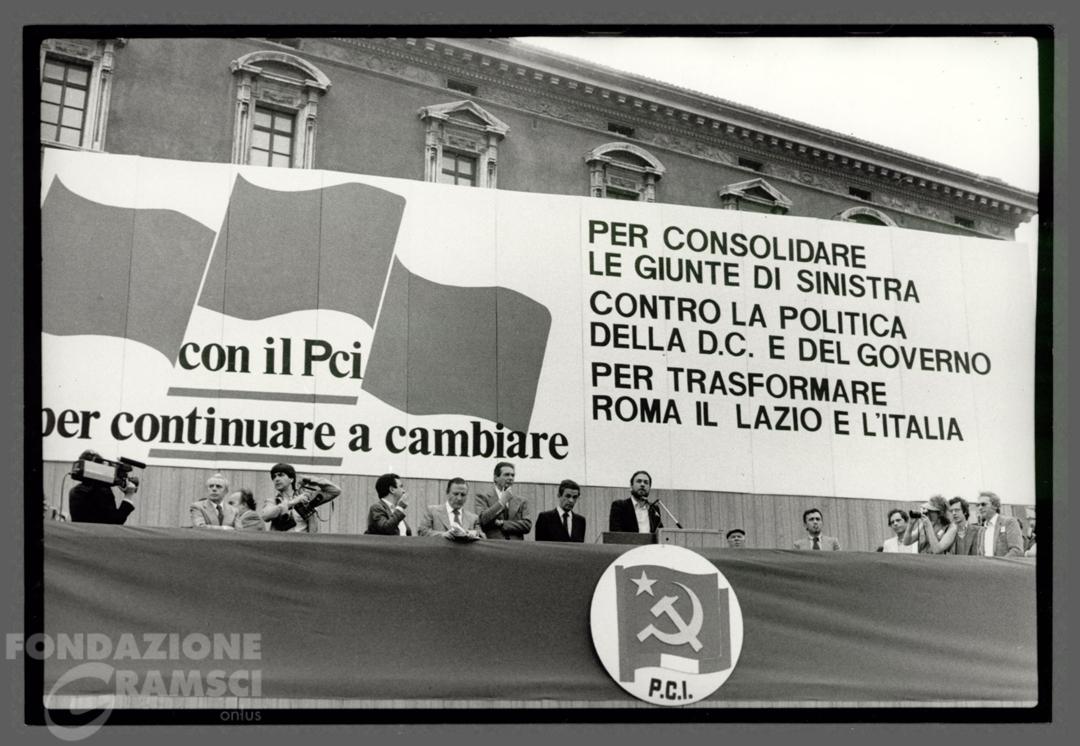 PER CONSOLIDARE
LE GIUNTE DI SINISTRA
CONTRO LA POLITICA
DELLA D.C. E DEL GOVERNO
PER TRASFORMARE
ROMA IL LAZIO E L'ITALIA
con il Pci
per continuare a cambiare
P.C.I.
FONDAZIONE
GRAMSCI
onlus